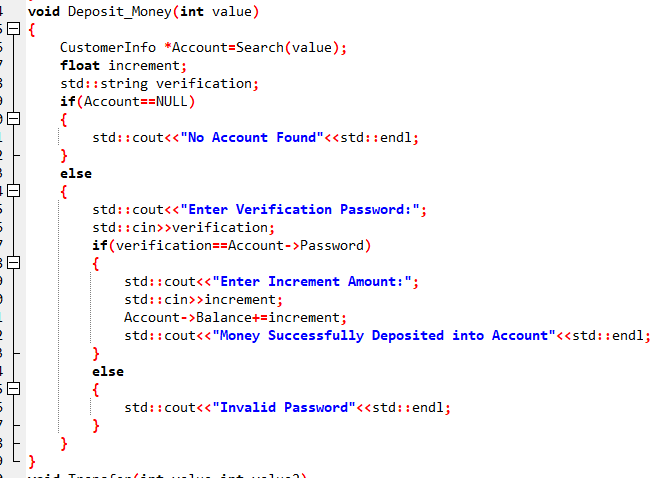 void Deposit_Money(int value)
{
CustomerInfo *Account=Search(value);
float increment;
std::string verification;
if(Account==NULL)
{
std::cout<<"No Account Found"<<std::endl;
}
else
{
std::cout<<"Enter Verification Password:";
std::cin>>verification;
if(verification==Account->Password)
{
std::cout<<"Enter Increment Amount:";
std::cin>>increment;
Account->Balance+=increment;
std::cout<<"Money Successfully Deposited into Account"<<std::endl;
}
else
{
std::cout<<"Invalid Password"<<std::endl;
}
}
}
void Transfer(int value,int value2)